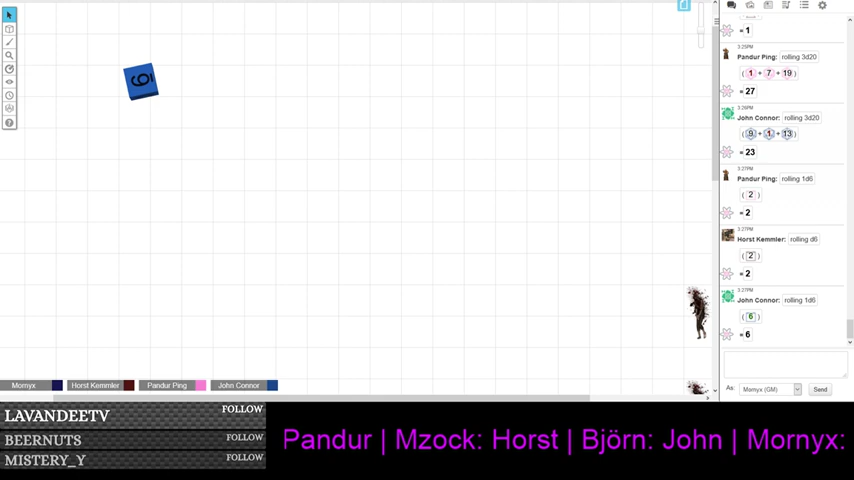 6
= 1
3:25PM
Pandur Ping: rolling 3d20
(1+7+19)
= 27
3:26PM
John Connor: rolling 3d20
(9+1+13)
= 23
3:27PM
Pandur Ping: rolling 1d6
(2)
= 2
3:27PM
Horst Kemmler: rolling d6
(2)
= 2
3:27PM
John Connor: rolling 1d6
(6)
= 6
As
Mornyx (GM)
Send
Mornyx
Horst Kemmler
Pandur Ping
John Connor
LAVANDEETV FOLLOW
BEERNUTS FOLLOW
MISTERY_Y FOLLOW
Pandur | Mzock: Horst | Björn: John | Mornyx: